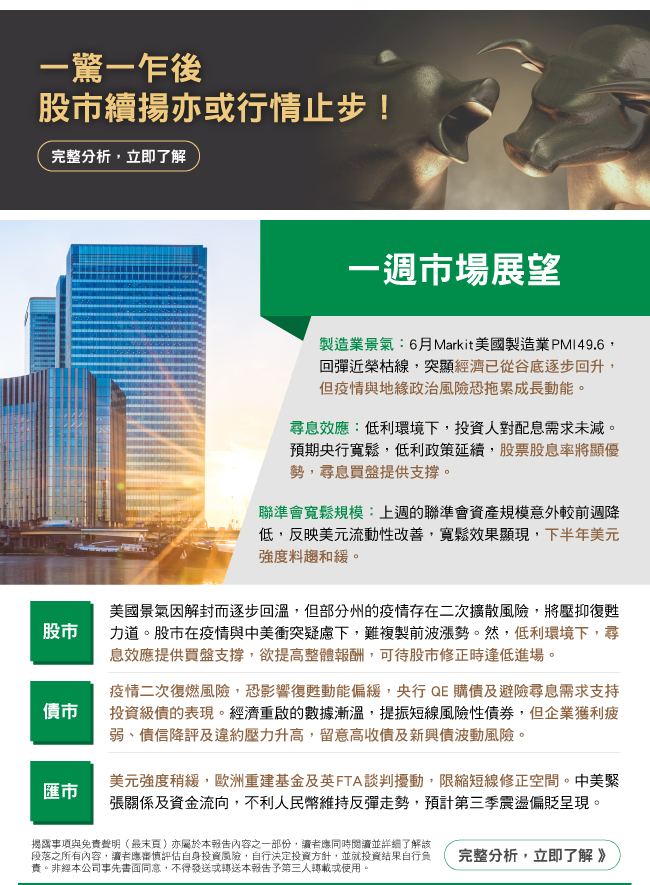 一驚一乍後
股市續揚亦或行情止步！
完整分析，立即了解
一週市場展望
製造業景氣：6月Markit美國製造業PMI49.6，
回彈近榮枯線，突顯經濟已從谷底逐步回升，
但疫情與地緣政治風險恐拖累成長動能。
尋息效應：低利環境下，投資人對配息需求未減。
預期央行寬鬆，低利政策延續，股票股息率將顯優
勢，尋息買盤提供支撐。
聯準會寬鬆規模：上週的聯準會資產規模意外較前週降
低，反映美元流動性改善，寬鬆效果顯現，下半年美元
強度料趨和緩。
股市
美國景氣因解封而逐步回溫，但部分州的疫情存在二次擴散風險，將壓抑復甦
力道。股市在疫情與中美衝突疑慮下，難複製前波漲勢。然，低利環境下，尋
息效應提供買盤支撐，欲提高整體報酬，可待股市修正時逢低進場。
債市
疫情二次復燃風險，恐影響復甦動能偏緩，央行 QE 購債及避險尋息需求支持
投資級債的表現。經濟重啟的數據漸溫，提振短線風險性債券，但企業獲利疲
弱、債信降評及違約壓力升高，留意高收債及新興債波動風險。
匯市
美元強度稍緩，歐洲重建基金及英FTA談判擾動，限縮短線修正空間。中美緊
張關係及資金流向，不利人民幣維持反彈走勢，預計第三季震盪偏貶呈現。
揭露事項與免責聲明（最末頁）亦屬於本報告內容之一部份，讀者應同時閱讀並詳細了解該
段落之所有內容，讀者應審慎評估自身投資風險，自行決定投資方針，並就投資結果自行負
責。非經本公司事先書面同意，不得發送或轉送本報告予第三人轉載或使用。
完整分析，立即了解 》